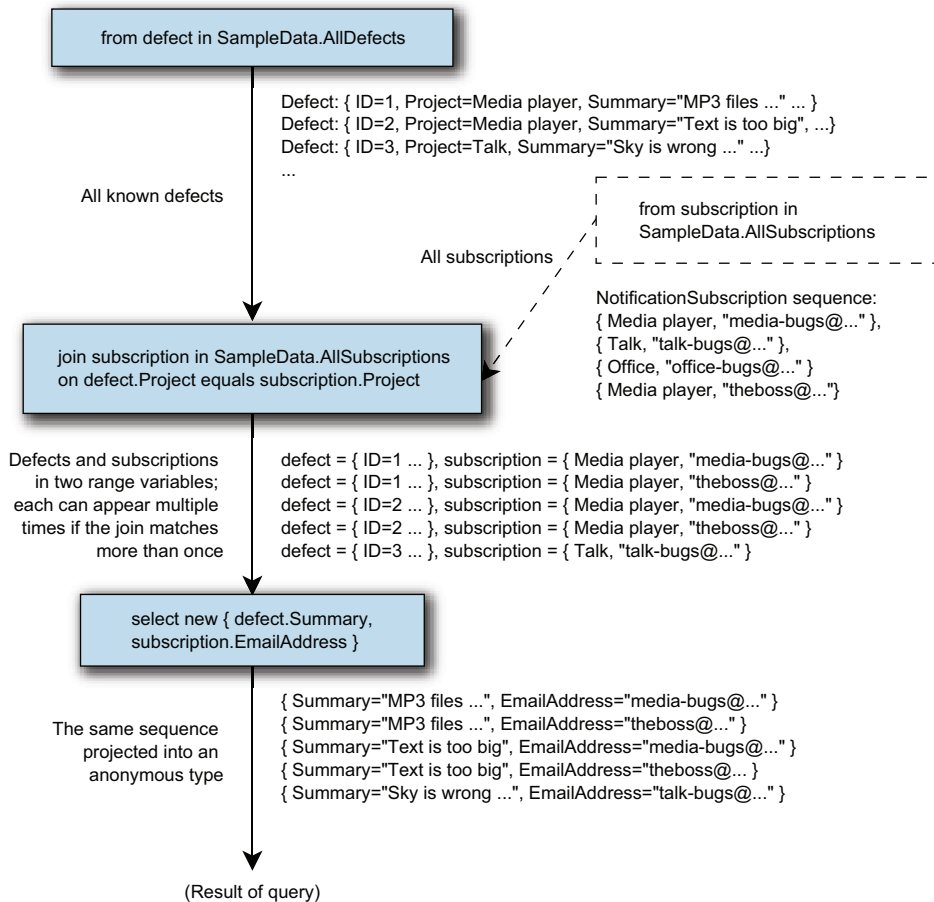 from defect in SampleData.AllDefects
Defect: { ID=1, Project=Media player, Summary="MP3 files ..." ... }
Defect: { ID=2, Project=Media player, Summary="Text is too big", ...}
Defect: { ID=3, Project=Talk, Summary="Sky is wrong ..." ...}
...
All known defects
from subscription in
SampleData.AllSubscriptions
All subscriptions
NotificationSubscription sequence:
{ Media player, "media-bugs@..." },
{ Talk, "talk-bugs@..." },
{ Office, "office-bugs@..." }
{ Media player, "theboss@..."}
join subscription in SampleData.AllSubscriptions
on defect.Project equals subscription.Project
Defects and subscriptions
in two range variables;
each can appear multiple
times if the join matches
more than once
defect = { ID=1 ... }, subscription = { Media player, "media-bugs@..." }
defect = { ID=1 ... }, subscription = { Media player, "theboss@..." }
defect = { ID=2 ... }, subscription = { Media player, "media-bugs@..." }
defect = { ID=2 ... }, subscription = { Media player, "theboss@..." }
defect = { ID=3 ... }, subscription = { Talk, "talk-bugs@..." }
select new { defect.Summary,
subscription.EmailAddress }
The same sequence
projected into an
anonymous type
{ Summary="MP3 files ...", EmailAddress="media-bugs@..." }
{ Summary="MP3 files ...", EmailAddress="theboss@..." }
{ Summary="Text is too big", EmailAddress="media-bugs@..." }
{ Summary="Text is too big", EmailAddress="theboss@... }
{ Summary="Sky is wrong ...", EmailAddress="talk-bugs@..." }
(Result of query)